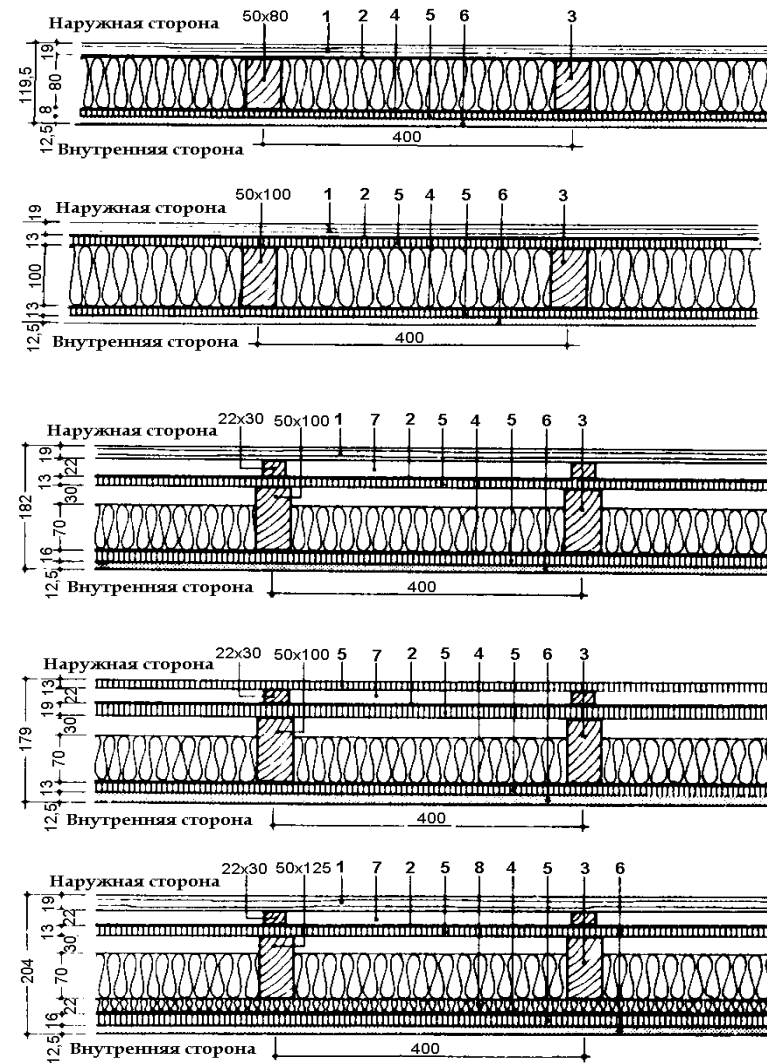 Наружная сторона 50x80 1 2 4 5 6 3
119,5 19 80 8 12,5
400
Внутренняя сторона
Наружная сторона 50x100 1 2 5 4 5 6 3
19 13 100 13 12,5
400
Внутренняя сторона
Наружная сторона 22x30 50x100 1 7 2 5 4 5 6 3
182 19 22 13 30 70 16 12,5
Внутренняя сторона 400
Наружная сторона 22x30 50x100 5 7 2 5 4 5 6 3
179 13 22 19 30 70 13 12,5
Внутренняя сторона 400
Наружная сторона 22x30 50x125 1 7 2 5 8 4 5 3 6
204 19 22 13 30 70 22 16 12,5
Внутренняя сторона 400